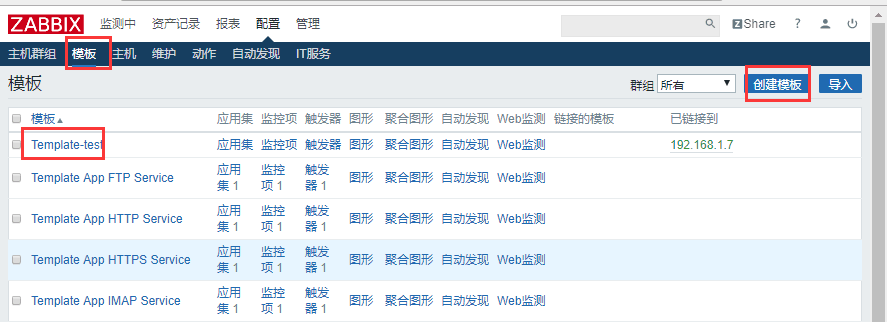 ZABBIX 监测中 资产记录 报表 配置 管理 Z Share ?
主机群组 模板 主机 维护 动作 自动发现 IT服务
模板 群组 所有 创建模板 导入
模板▲ 应用集 监控项 触发器 图形 聚合图形 自动发现 Web监测 链接的模板 已链接到
Template-test 应用集 监控项 触发器 图形 聚合图形 自动发现 Web监测 192.168.1.7
Template App FTP Service 应用集 1 监控项 1 触发器 1 图形 聚合图形 自动发现 Web监测
Template App HTTP Service 应用集 1 监控项 1 触发器 1 图形 聚合图形 自动发现 Web监测
Template App HTTPS Service 应用集 1 监控项 1 触发器 1 图形 聚合图形 自动发现 Web监测
Template App IMAP Service 应用集 1 监控项 1 触发器 1 图形 聚合图形 自动发现 Web监测